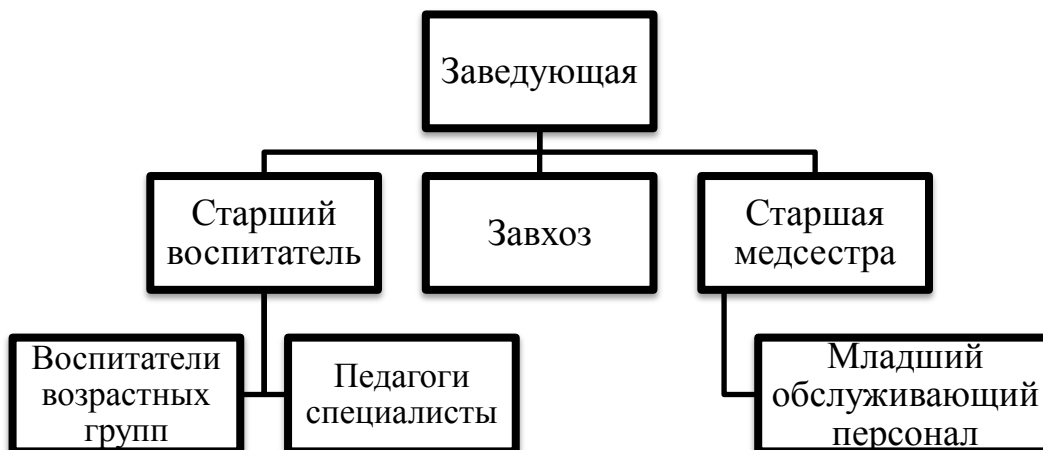 Заведующая
Старший
воспитатель
Завхоз
Старшая
медсестра
Воспитатели
возрастных
групп
Педагоги
специалисты
Младший
обслуживающий
персонал